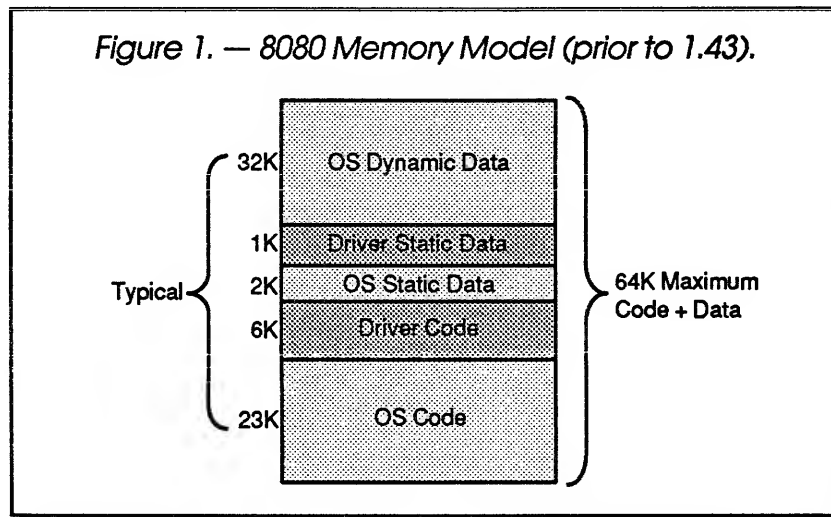 Figure 1. — 8080 Memory Model (prior to 1.43).
32K OS Dynamic Data
1K Driver Static Data
Typical
2K OS Static Data
64K Maximum
Code + Data
6K Driver Code
23K OS Code